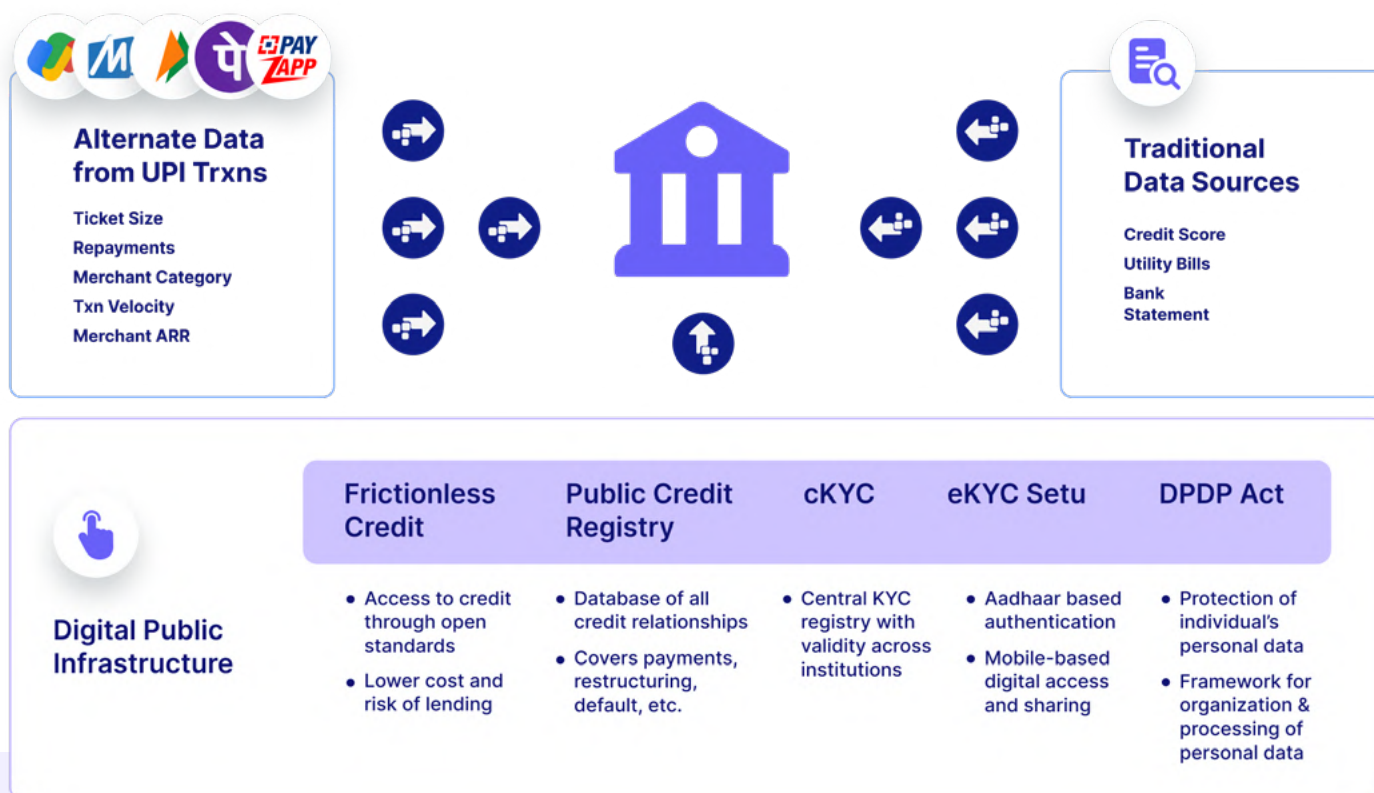 पे
PAY
ZAPP
Alternate Data
from UPI Trxns
Ticket Size
Repayments
Merchant Category
Txn Velocity
Merchant ARR
Traditional
Data Sources
Credit Score
Utility Bills
Bank
Statement
Digital Public
Infrastructure
Frictionless
Credit
• Access to credit
through open
standards
• Lower cost and
risk of lending
Public Credit
Registry
• Database of all
credit relationships
• Covers payments,
restructuring,
default, etc.
cKYC
• Central KYC
registry with
validity across
institutions
eKYC Setu
• Aadhaar based
authentication
• Mobile-based
digital access
and sharing
DPDP Act
• Protection of
individual's
personal data
• Framework for
organization &
processing of
personal data